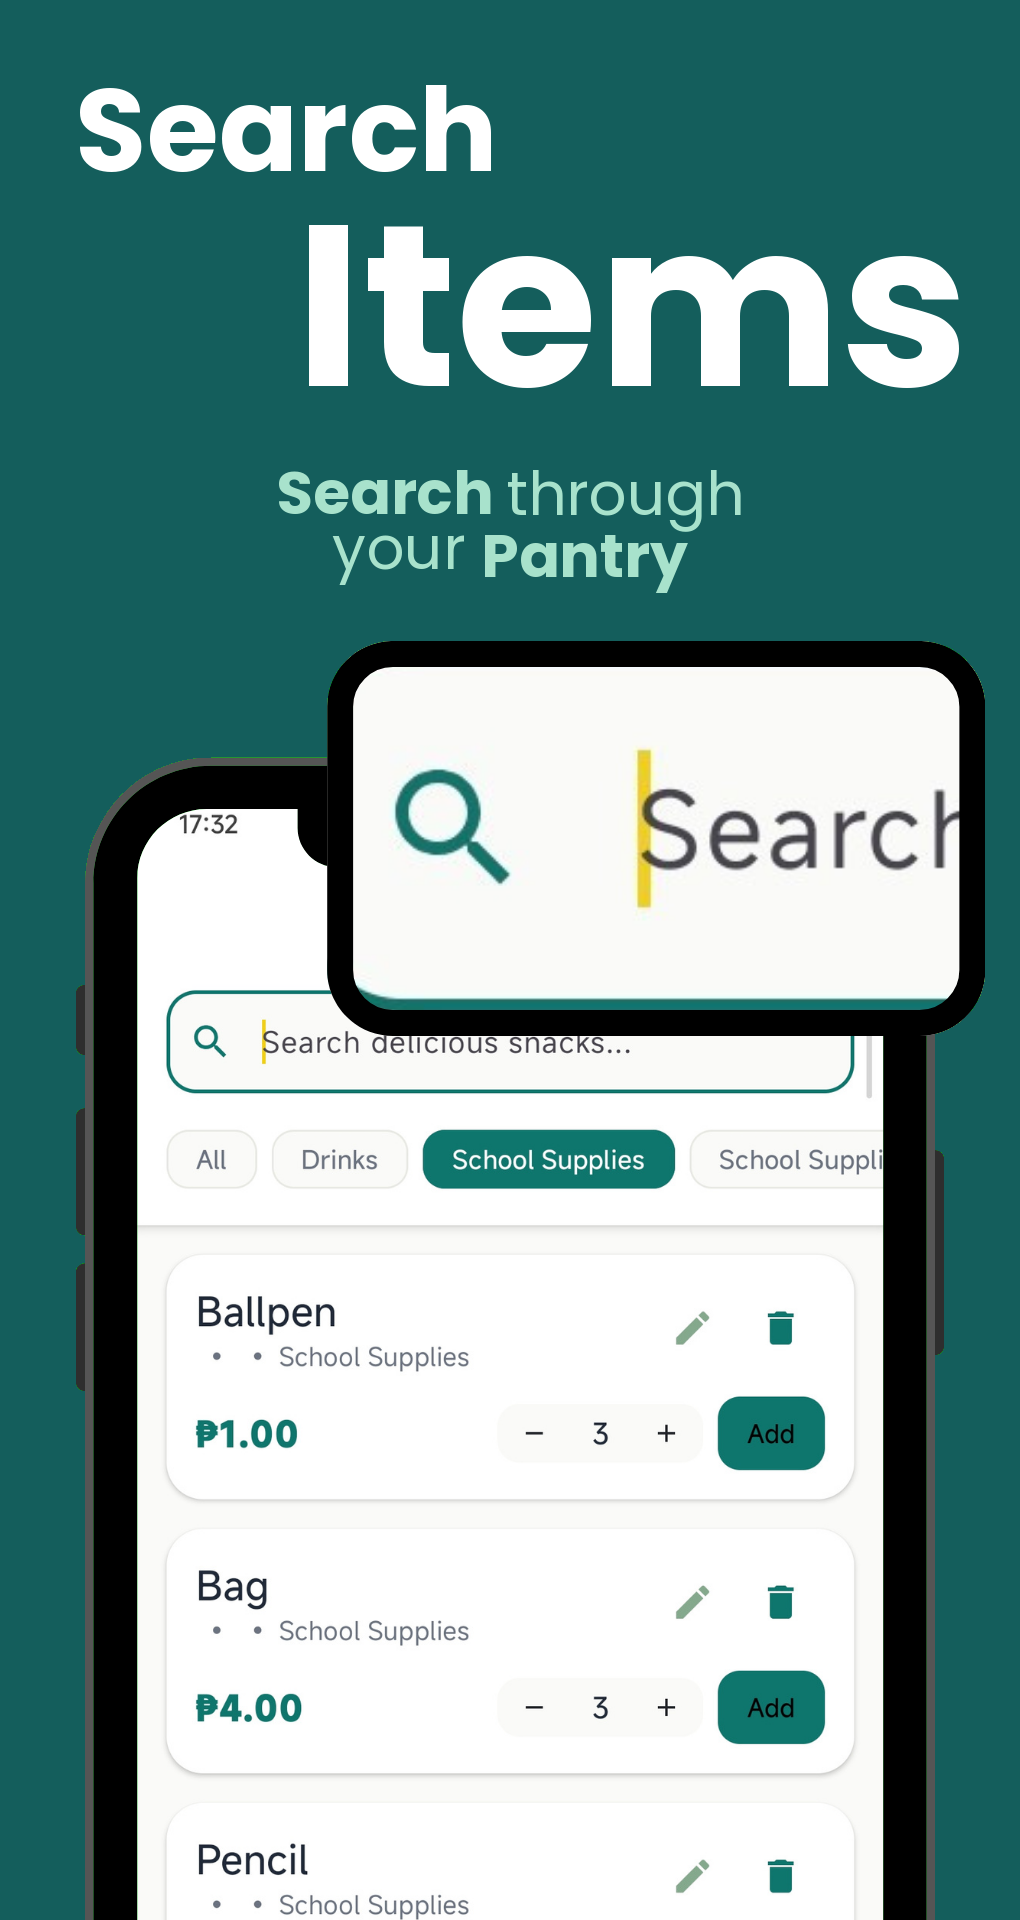 Search
Items
Search through
your Pantry
Search
17:32
Search delicious snacks...
All Drinks School Supplies School Suppli
Ballpen
• • School Supplies
₱1.00 − 3 + Add
Bag
• • School Supplies
₱4.00 − 3 + Add
Pencil
• • School Supplies